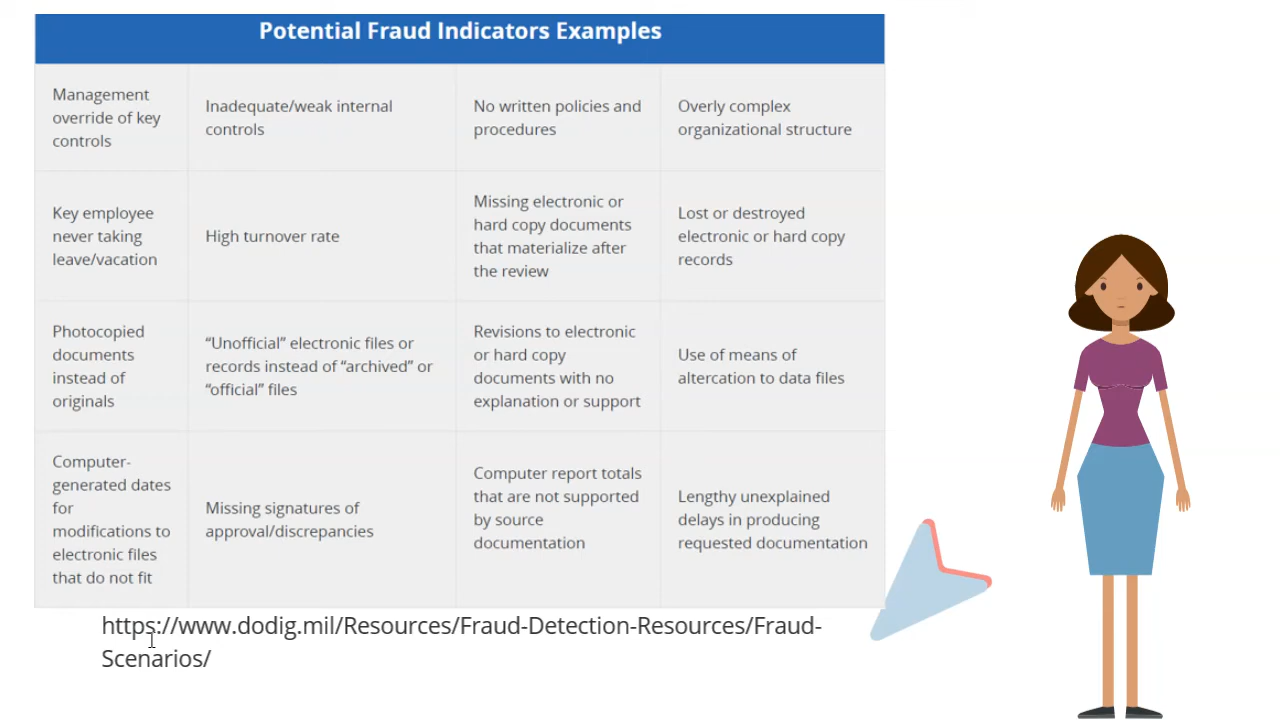 Potential Fraud Indicators Examples
Management
override of key
controls
Inadequate/weak internal
controls
No written policies and
procedures
Overly complex
organizational structure
Key employee
never taking
leave/vacation
High turnover rate
Missing electronic or
hard copy documents
that materialize after
the review
Lost or destroyed
electronic or hard copy
records
Photocopied
documents
instead of
originals
“Unofficial” electronic files or
records instead of “archived” or
“official” files
Revisions to electronic
or hard copy
documents with no
explanation or support
Use of means of
altercation to data files
Computer-
generated dates
for
modifications to
electronic files
that do not fit
Missing signatures of
approval/discrepancies
Computer report totals
that are not supported
by source
documentation
Lengthy unexplained
delays in producing
requested documentation
https://www.dodig.mil/Resources/Fraud-Detection-Resources/Fraud-
Scenarios/